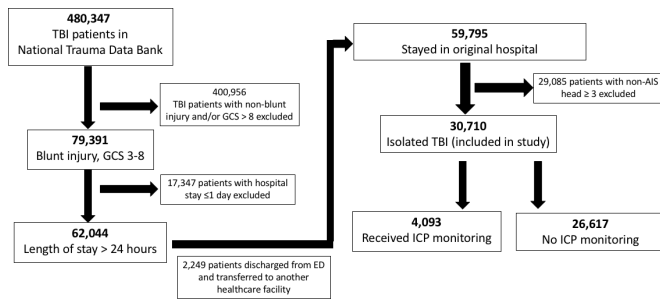 480,347
TBI patients in
National Trauma Data Bank
400,956
TBI patients with non-blunt
injury and/or GCS > 8 excluded
79,391
Blunt injury, GCS 3-8
17,347 patients with hospital
stay ≤1 day excluded
62,044
Length of stay > 24 hours
2,249 patients discharged from ED
and transferred to another
healthcare facility
59,795
Stayed in original hospital
29,085 patients with non-AIS
head ≥ 3 excluded
30,710
Isolated TBI (included in study)
4,093
Received ICP monitoring
26,617
No ICP monitoring